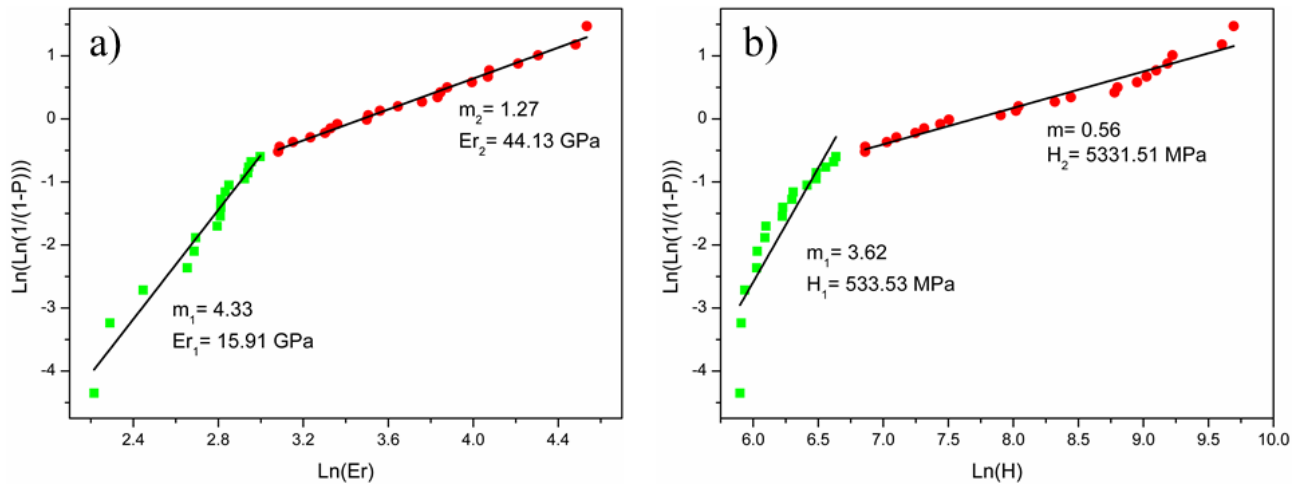 a)
Ln(Ln(1/(1-P)))
1
0
-1
-2
-3
-4
m₂= 1.27
Er₂= 44.13 GPa
m₁= 4.33
Er₁= 15.91 GPa
2.4 2.8 3.2 3.6 4.0 4.4
Ln(Er)
b)
Ln(Ln(1/(1-P)))
1
0
-1
-2
-3
-4
m= 0.56
H₂= 5331.51 MPa
m₁= 3.62
H₁= 533.53 MPa
6.0 6.5 7.0 7.5 8.0 8.5 9.0 9.5 10.0
Ln(H)